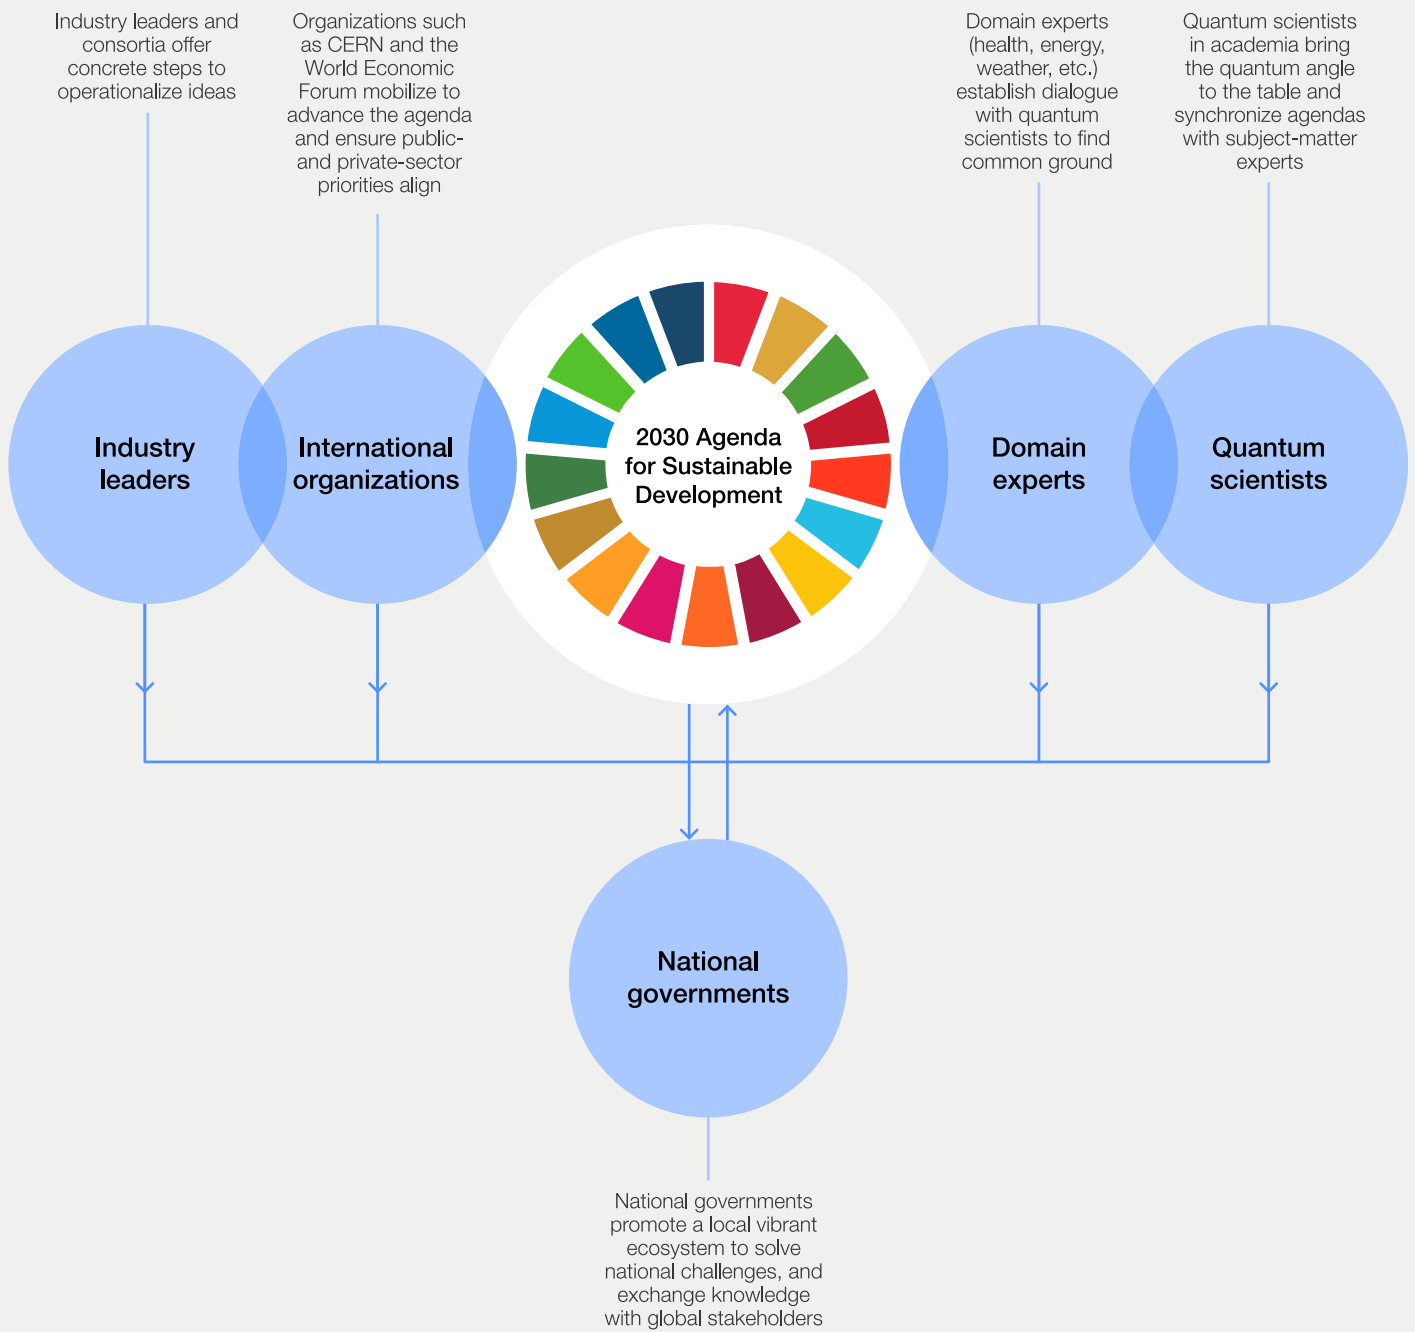 Industry leaders and
consortia offer
concrete steps to
operationalize ideas
Organizations such
as CERN and the
World Economic
Forum mobilize to
advance the agenda
and ensure public-
and private-sector
priorities align
Domain experts
(health, energy,
weather, etc.)
establish dialogue
with quantum
scientists to find
common ground
Quantum scientists
in academia bring
the quantum angle
to the table and
synchronize agendas
with subject-matter
experts
Industry
leaders
International
organizations
2030 Agenda
for Sustainable
Development
Domain
experts
Quantum
scientists
National
governments
National governments
promote a local vibrant
ecosystem to solve
national challenges, and
exchange knowledge
with global stakeholders